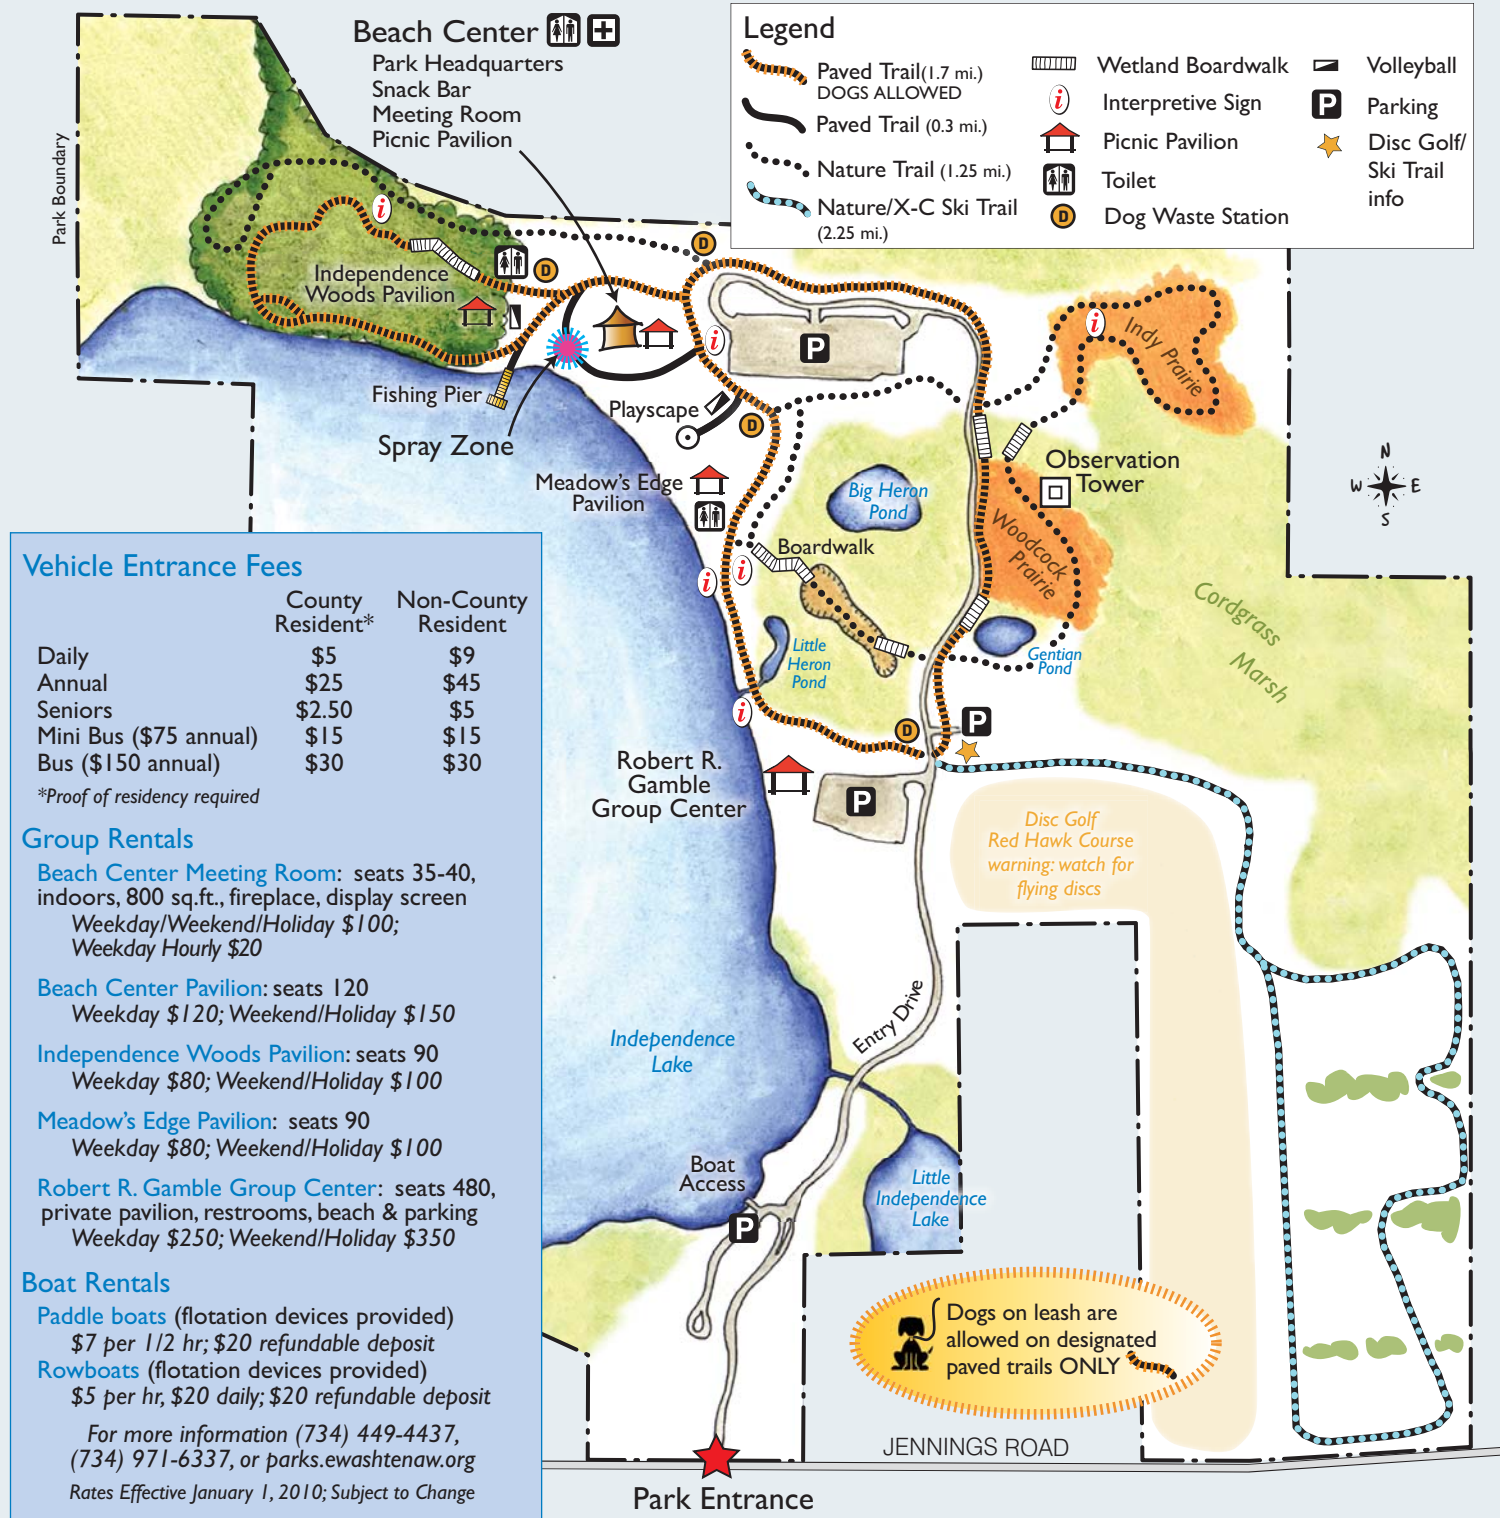 Beach Center
Park Headquarters
Snack Bar
Meeting Room
Picnic Pavilion
Legend
Paved Trail (1.7 mi.)
DOGS ALLOWED
Paved Trail (0.3 mi.)
Nature Trail (1.25 mi.)
Nature/X-C Ski Trail
(2.25 mi.)
Wetland Boardwalk
i Interpretive Sign
Picnic Pavilion
Toilet
D Dog Waste Station
Volleyball
P Parking
Disc Golf/
Ski Trail
info
Park Boundary
i
D
D
Independence
Woods Pavilion
i
P
i
Indy Prairie
Fishing Pier
Playscape
D
Spray Zone
N
W E
S
Observation
Tower
Meadow's Edge
Pavilion
Big Heron
Pond
Woodcock
Prairie
Boardwalk
i
i
Cordgrass
Marsh
Little
Heron
Pond
Gentian
Pond
i
D
P
Robert R.
Gamble
Group Center
P
Disc Golf
Red Hawk Course
warning: watch for
flying discs
Entry Drive
Independence
Lake
Boat
Access
P
Little
Independence
Lake
Dogs on leash are
allowed on designated
paved trails ONLY
JENNINGS ROAD
Park Entrance
Vehicle Entrance Fees
County Non-County
Resident* Resident
Daily $5 $9
Annual $25 $45
Seniors $2.50 $5
Mini Bus ($75 annual) $15 $15
Bus ($150 annual) $30 $30
*Proof of residency required
Group Rentals
Beach Center Meeting Room: seats 35-40,
indoors, 800 sq.ft., fireplace, display screen
Weekday/Weekend/Holiday $100;
Weekday Hourly $20
Beach Center Pavilion: seats 120
Weekday $120; Weekend/Holiday $150
Independence Woods Pavilion: seats 90
Weekday $80; Weekend/Holiday $100
Meadow's Edge Pavilion: seats 90
Weekday $80; Weekend/Holiday $100
Robert R. Gamble Group Center: seats 480,
private pavilion, restrooms, beach & parking
Weekday $250; Weekend/Holiday $350
Boat Rentals
Paddle boats (flotation devices provided)
$7 per 1/2 hr; $20 refundable deposit
Rowboats (flotation devices provided)
$5 per hr, $20 daily; $20 refundable deposit
For more information (734) 449-4437,
(734) 971-6337, or parks.ewashtenaw.org
Rates Effective January 1, 2010; Subject to Change